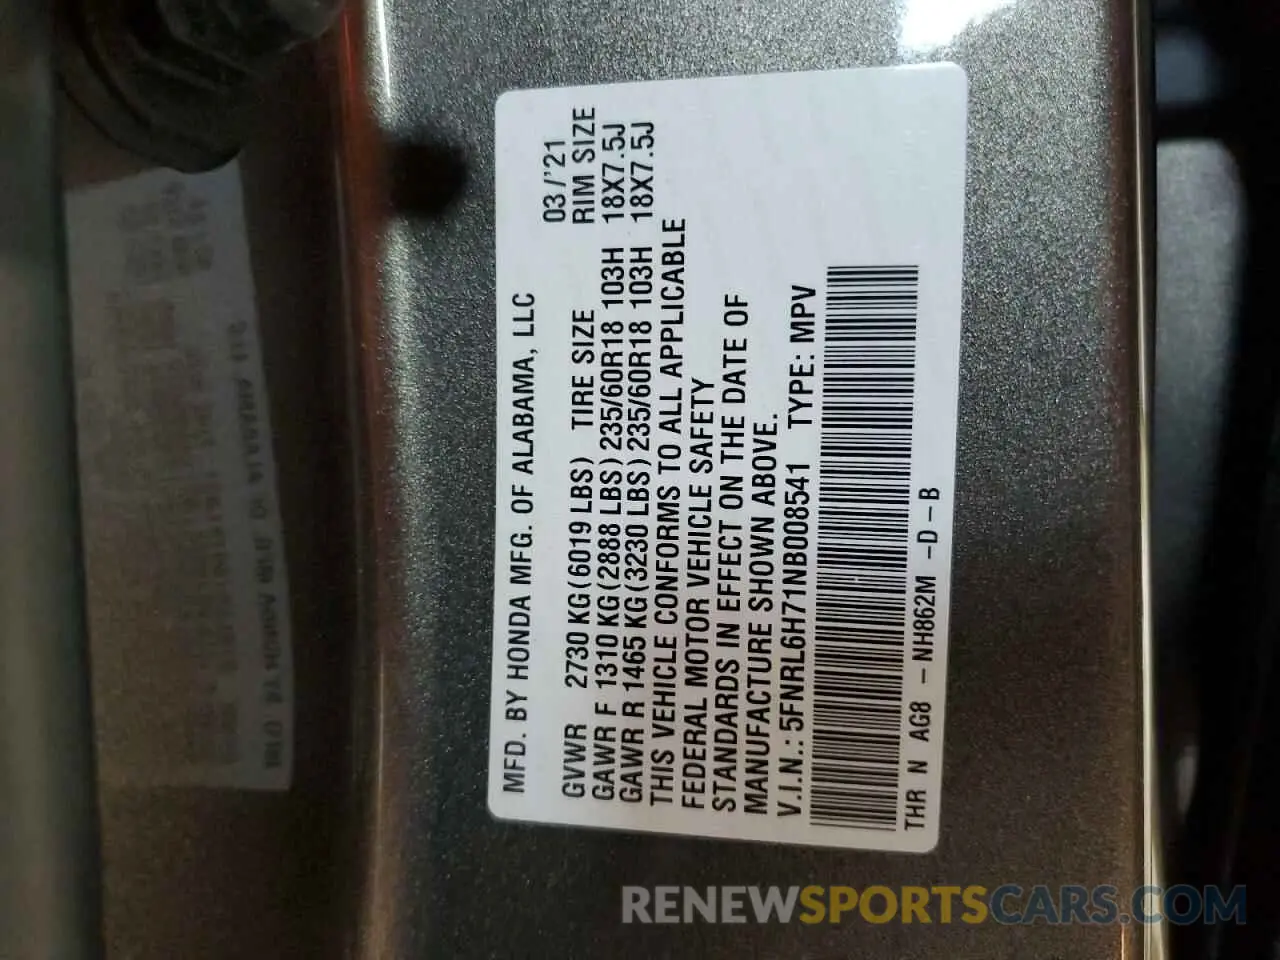 MFD. BY HONDA MFG. OF ALABAMA, LLC 03/'21
GVWR 2730 KG(6019 LBS) TIRE SIZE RIM SIZE
GAWR F 1310 KG(2888 LBS) 235/60R18 103H 18X7.5J
GAWR R 1465 KG(3230 LBS) 235/60R18 103H 18X7.5J
THIS VEHICLE CONFORMS TO ALL APPLICABLE
FEDERAL MOTOR VEHICLE SAFETY
STANDARDS IN EFFECT ON THE DATE OF
MANUFACTURE SHOWN ABOVE.
V.I.N.: 5FNRL6H71NB008541 TYPE: MPV
THR N AG8 - NH862M -D-B
RENEWSPORTSCARS.COM